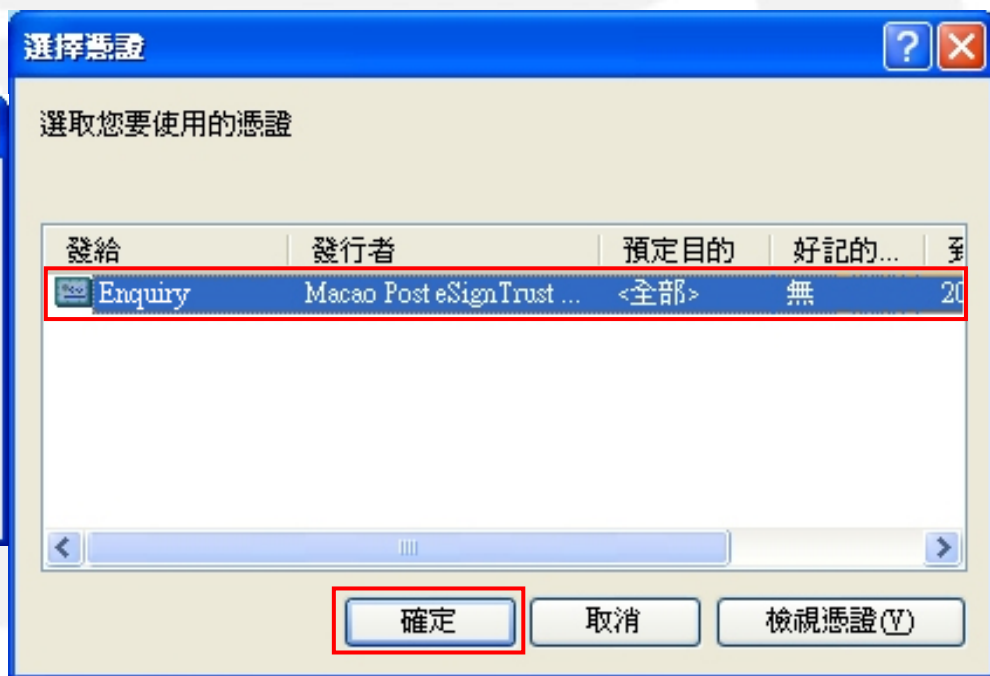 選擇憑證
選取您要使用的憑證
發給 發行者 預定目的 好記的... 到
Enquiry Macao Post eSignTrust ... <全部> 無 20
確定 取消 檢視憑證(V)